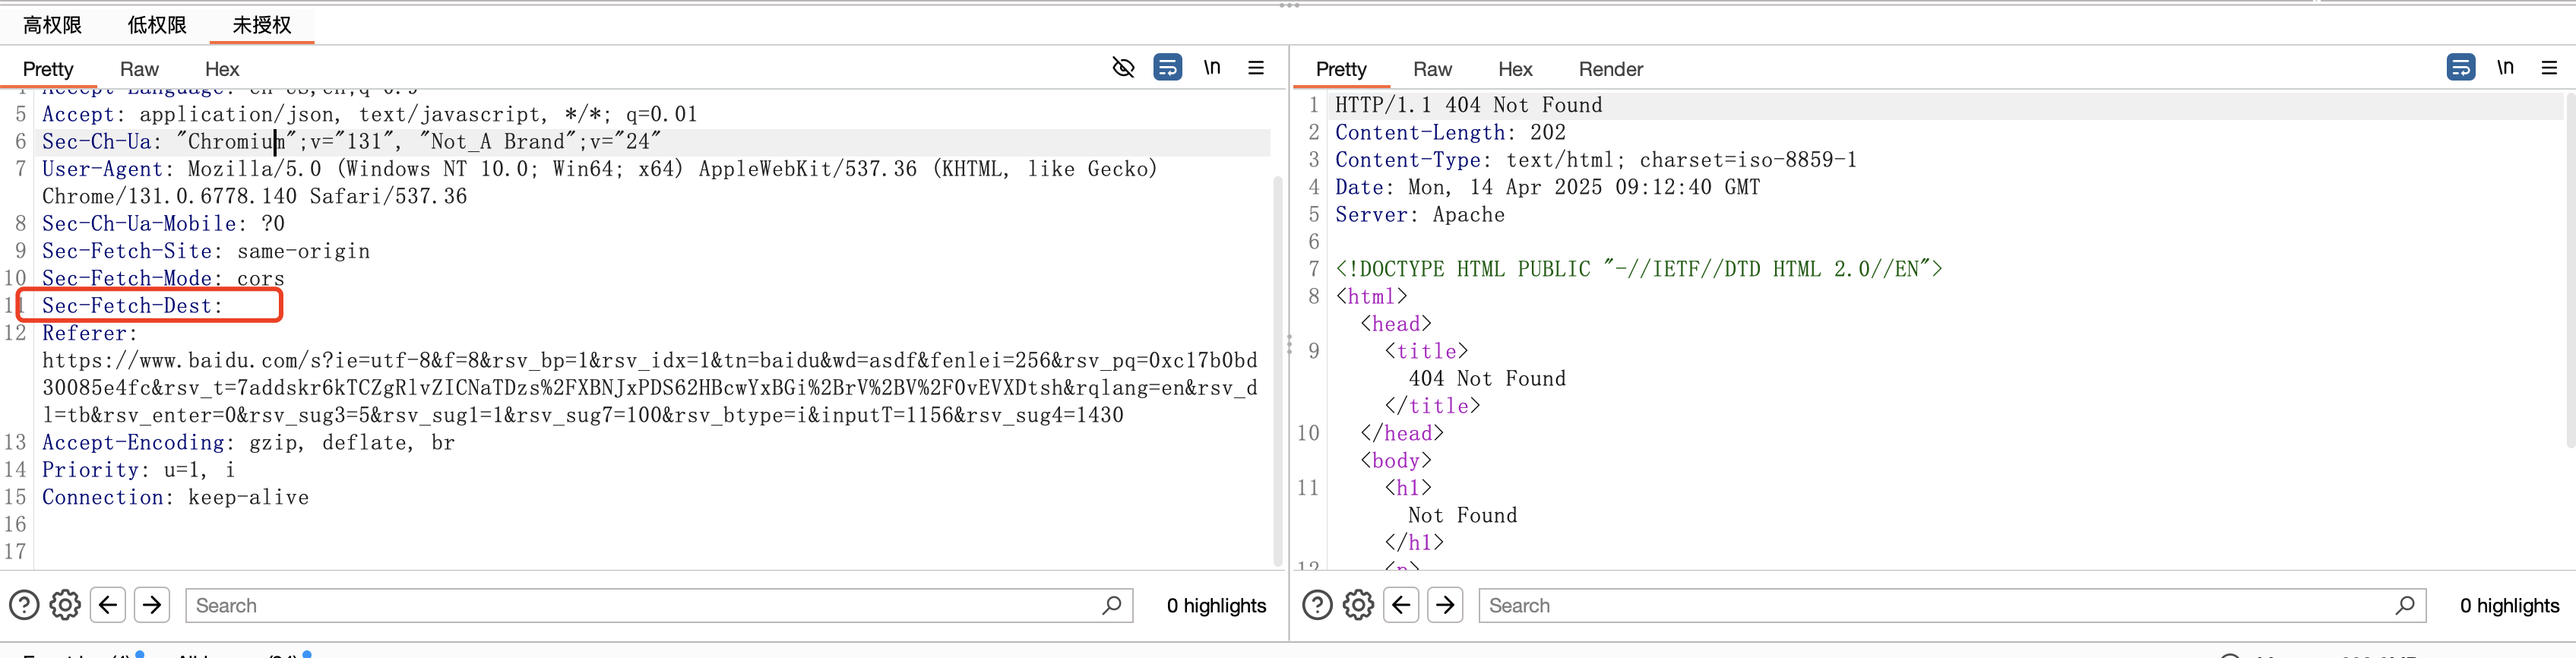 高权限 低权限 未授权
Pretty Raw Hex
\n
5 Accept: application/json, text/javascript, */*; q=0.01
6 Sec-Ch-Ua: "Chromium";v="131", "Not_A Brand";v="24"
7 User-Agent: Mozilla/5.0 (Windows NT 10.0; Win64; x64) AppleWebKit/537.36 (KHTML, like Gecko)
Chrome/131.0.6778.140 Safari/537.36
8 Sec-Ch-Ua-Mobile: ?0
9 Sec-Fetch-Site: same-origin
10 Sec-Fetch-Mode: cors
11 Sec-Fetch-Dest:
12 Referer:
https://www.baidu.com/s?ie=utf-8&f=8&rsv_bp=1&rsv_idx=1&tn=baidu&wd=asdf&fenlei=256&rsv_pq=0xc17b0bd
30085e4fc&rsv_t=7addskr6kTCZgRlvZICNaTDzs%2FXBNJxPDS62HBcwYxBGi%2BrV%2BV%2F0vEVXDtsh&rqlang=en&rsv_d
l=tb&rsv_enter=0&rsv_sug3=5&rsv_sug1=1&rsv_sug7=100&rsv_btype=i&inputT=1156&rsv_sug4=1430
13 Accept-Encoding: gzip, deflate, br
14 Priority: u=1, i
15 Connection: keep-alive
16
17
Search
0 highlights
Pretty Raw Hex Render
\n
1 HTTP/1.1 404 Not Found
2 Content-Length: 202
3 Content-Type: text/html; charset=iso-8859-1
4 Date: Mon, 14 Apr 2025 09:12:40 GMT
5 Server: Apache
6
7 <!DOCTYPE HTML PUBLIC "-//IETF//DTD HTML 2.0//EN">
8 <html>
<head>
9 <title>
404 Not Found
</title>
10 </head>
<body>
11 <h1>
Not Found
</h1>
12 <p>
Search
0 highlights